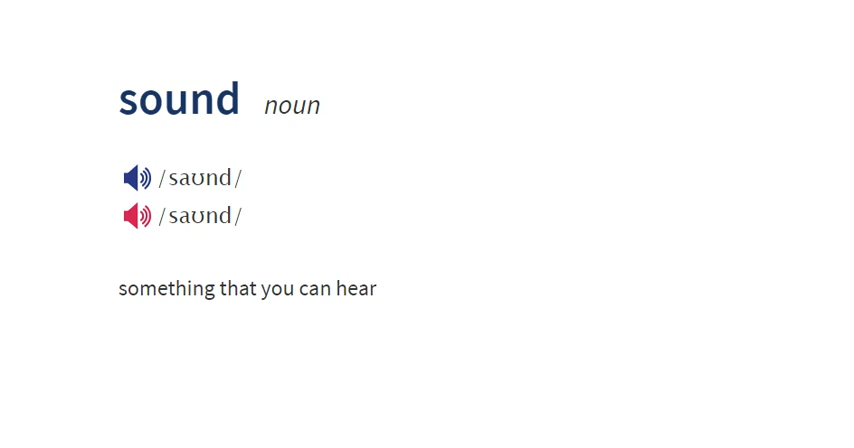 sound noun
/saʊnd/
/saʊnd/
something that you can hear